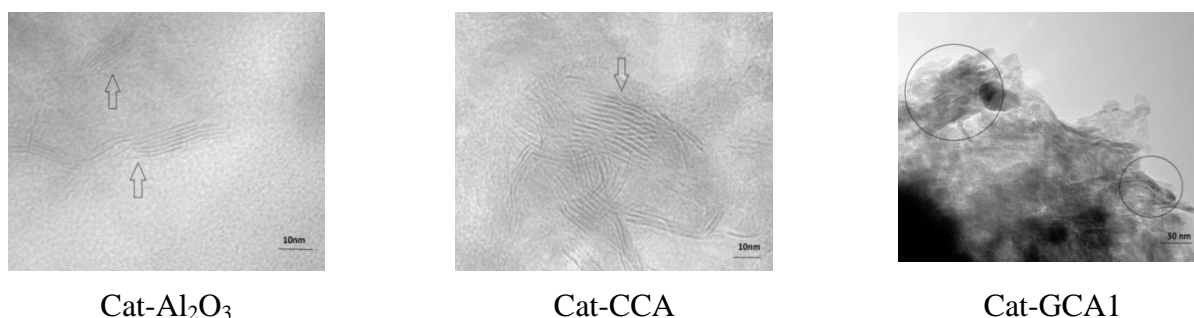 10nm
10nm
50 nm
Cat-Al₂O₃
Cat-CCA
Cat-GCA1